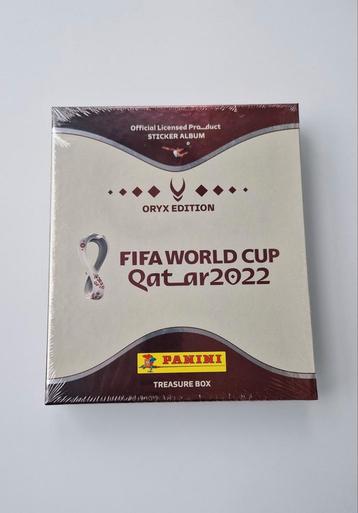 Official Licensed Product
STICKER ALBUM
ORYX EDITION
FIFA WORLD CUP
Qatar2022
PANINI
TREASURE BOX